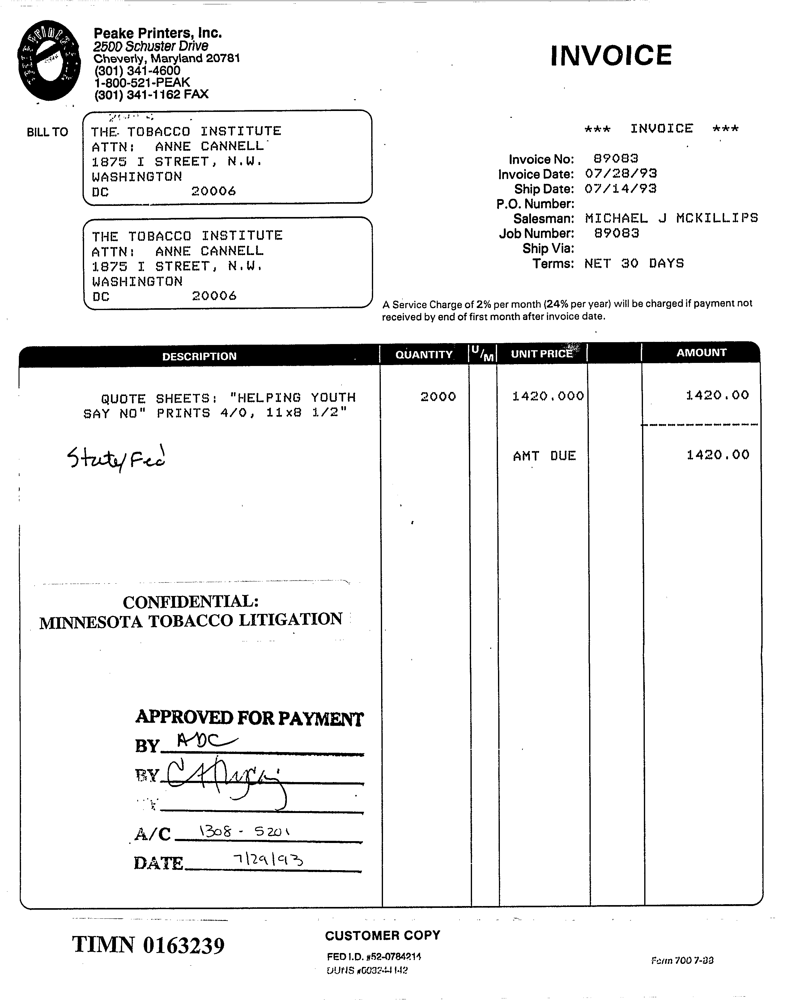 Peake Printers, Inc.
2500 Schuster Drive
Cheverly, Maryland 20781
(301) 341-4600
1-800-521-PEAK
(301) 341-1162 FAX
INVOICE
BILL TO
THE TOBACCO INSTITUTE
ATTN: ANNE CANNELL
1875 I STREET, N.W.
WASHINGTON
DC 20006
THE TOBACCO INSTITUTE
ATTN: ANNE CANNELL
1875 I STREET, N.W.
WASHINGTON
DC 20006
*** INVOICE ***
Invoice No: 89083
Invoice Date: 07/28/93
Ship Date: 07/14/93
P.O. Number:
Salesman: MICHAEL J MCKILLIPS
Job Number: 89083
Ship Via:
Terms: NET 30 DAYS
A Service Charge of 2% per month (24% per year) will be charged if payment not
received by end of first month after invoice date.
DESCRIPTION QUANTITY U/M UNIT PRICE AMOUNT
QUOTE SHEETS: "HELPING YOUTH 2000 1420.000 1420.00
SAY NO" PRINTS 4/0, 11x8 1/2"
State/Fed
AMT DUE 1420.00
CONFIDENTIAL:
MINNESOTA TOBACCO LITIGATION
APPROVED FOR PAYMENT
BY ADC
BY
A/C 1308 - 5201
DATE 7/29/93
TIMN 0163239
CUSTOMER COPY
FED I.D. #52-0784214
DUNS
Form 700 7-83